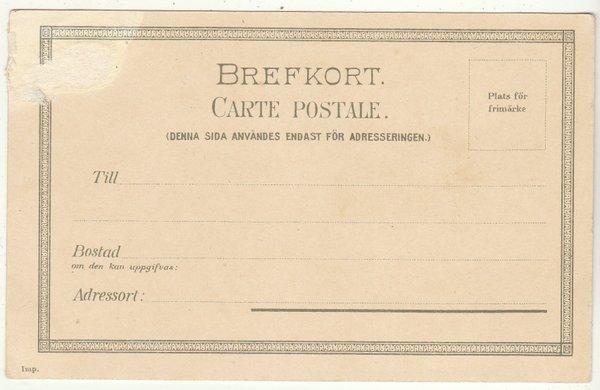 BREFKORT.
CARTE POSTALE.
(DENNA SIDA ANVÄNDES ENDAST FÖR ADRESSERINGEN.)
Plats för
frimärke
Till
Bostad
om den kan uppgifvas:
Adressort:
Imp.